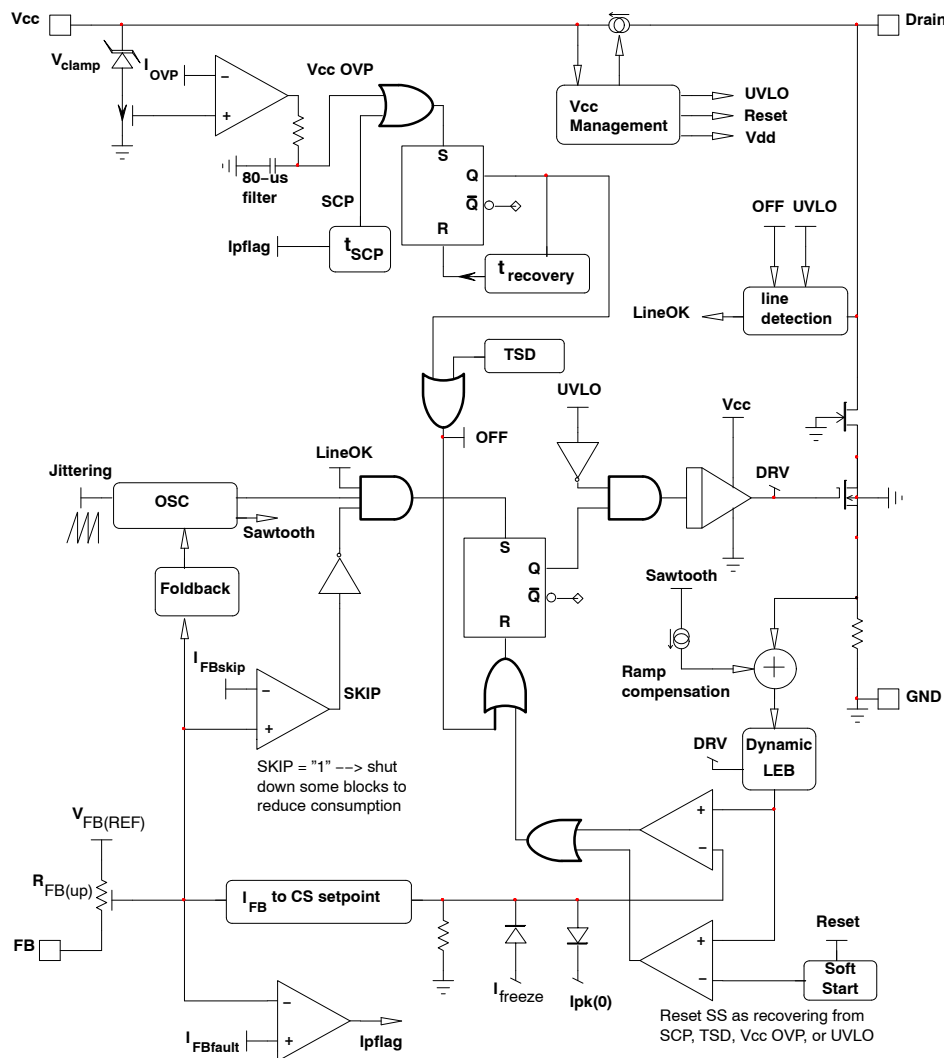 Vcc
Drain
Vclamp
IOVP
−
+
Vcc OVP
80−us
filter
SCP
Ipflag
tSCP
S
Q
Q
R
trecovery
Vcc
Management
UVLO
Reset
Vdd
OFF UVLO
LineOK
line
detection
TSD
OFF
UVLO
Vcc
DRV
LineOK
Jittering
OSC
Sawtooth
Foldback
S
Q
Q
R
Sawtooth
Ramp
compensation
+
GND
IFBskip
−
+
SKIP
SKIP = "1" −−> shut
down some blocks to
reduce consumption
DRV
Dynamic
LEB
VFB(REF)
RFB(up)
FB
IFB to CS setpoint
+
−
Ifreeze
Ipk(0)
+
−
Reset
Soft
Start
Reset SS as recovering from
SCP, TSD, Vcc OVP, or UVLO
−
+
IFBfault
Ipflag